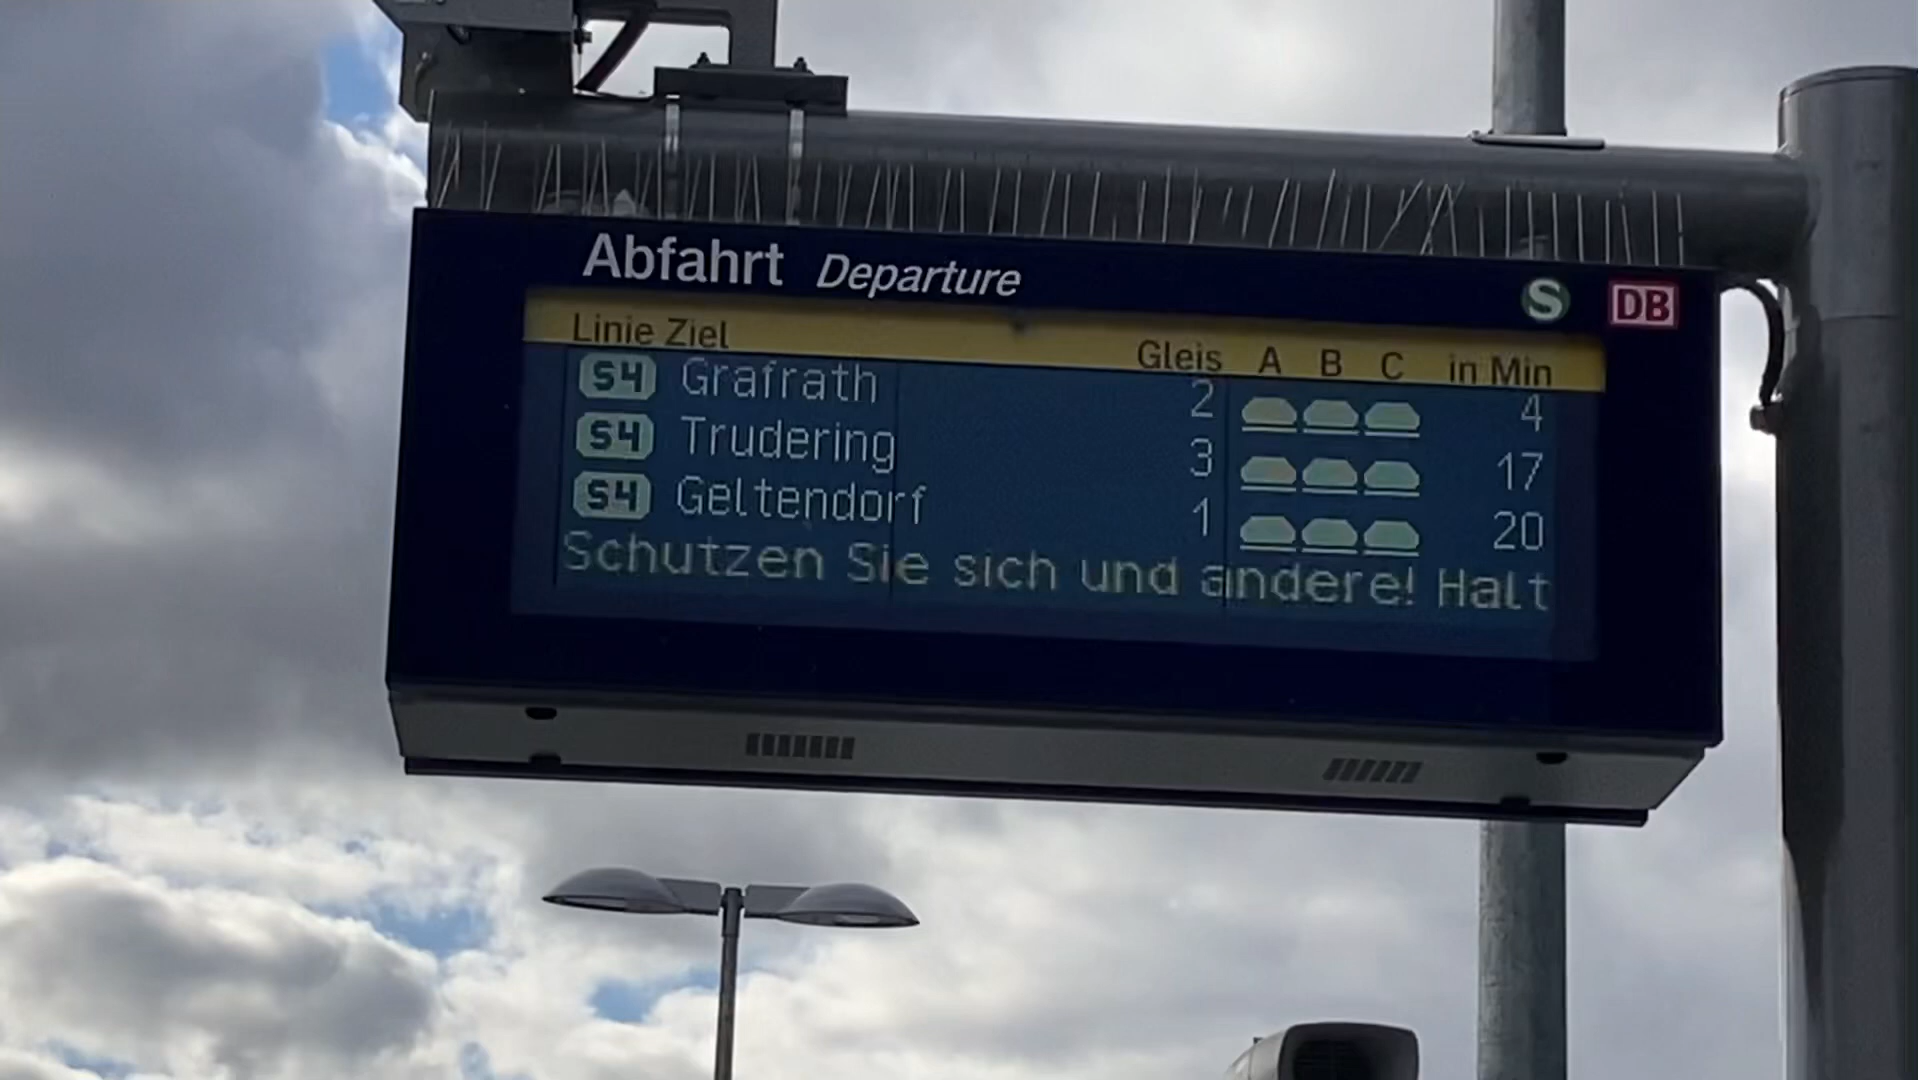 Abfahrt Departure
S DB
Linie Ziel Gleis A B C in Min
S4 Grafrath 2 4
S4 Trudering 3 17
S4 Geltendorf 1 20
Schutzen Sie sich und andere! Halt